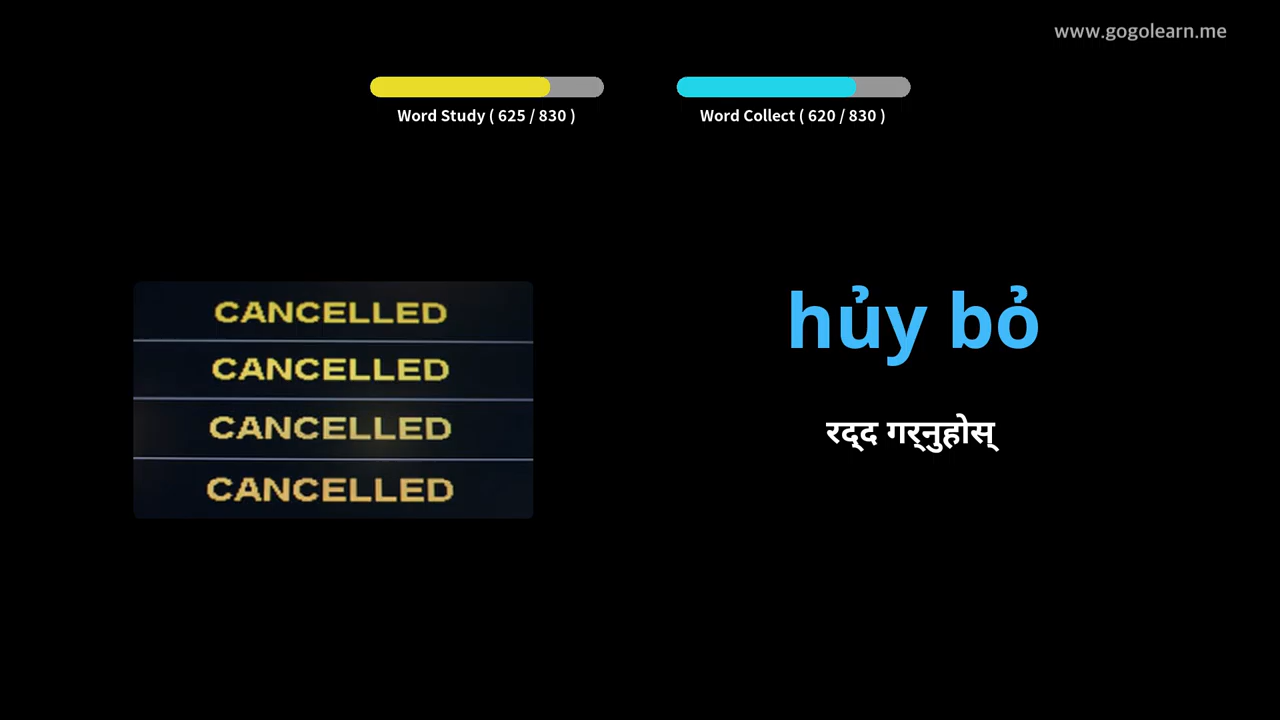 www.gogolearn.me
Word Study ( 625 / 830 )
Word Collect ( 620 / 830 )
CANCELLED
CANCELLED
CANCELLED
CANCELLED
hủy bỏ
रद्द गर्नुहोस्